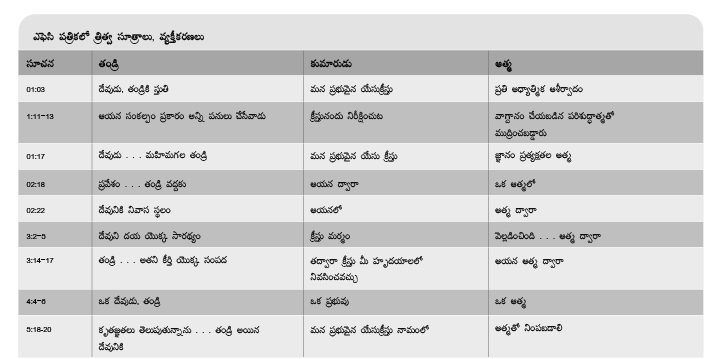 ఎఫెసి పత్రికలో త్రిత్వ సూత్రాలు, వ్యక్తీకరణలు
సూచన తండ్రి కుమారుడు ఆత్మ
01:03 దేవుడు, తండ్రికి స్తుతి మన ప్రభువైన యేసుక్రీస్తు ప్రతి ఆధ్యాత్మిక ఆశీర్వాదం
1:11-13 ఆయన సంకల్పం ప్రకారం అన్ని పనులు చేసేవాడు క్రీస్తునందు నిరీక్షించుట వాగ్దానం చేయబడిన పరిశుద్ధాత్మతో
ముద్రించబడ్డారు
01:17 దేవుడు . . . మహిమగల తండ్రి మన ప్రభువైన యేసు క్రీస్తు జ్ఞానం ప్రత్యక్షతల ఆత్మ
02:18 ప్రవేశం . . . తండ్రి వద్దకు ఆయన ద్వారా ఒక ఆత్మలో
02:22 దేవునికి నివాస స్థలం ఆయనలో ఆత్మ ద్వారా
3:2-5 దేవుని దయ యొక్క సారథ్యం క్రీస్తు మర్మం వెల్లడించింది . . . ఆత్మ ద్వారా
3:14-17 తండ్రి . . . అతని కీర్తి యొక్క సంపద తద్వారా క్రీస్తు మీ హృదయాలలో ఆయన ఆత్మ ద్వారా
నివసించవచ్చు
4:4-6 ఒక దేవుడు, తండ్రి ఒక ప్రభువు ఒక ఆత్మ
5:18-20 కృతజ్ఞతలు తెలుపుతున్నాను . . . తండ్రి అయిన మన ప్రభువైన యేసుక్రీస్తు నామంలో ఆత్మతో నింపబడాలి
దేవునికి